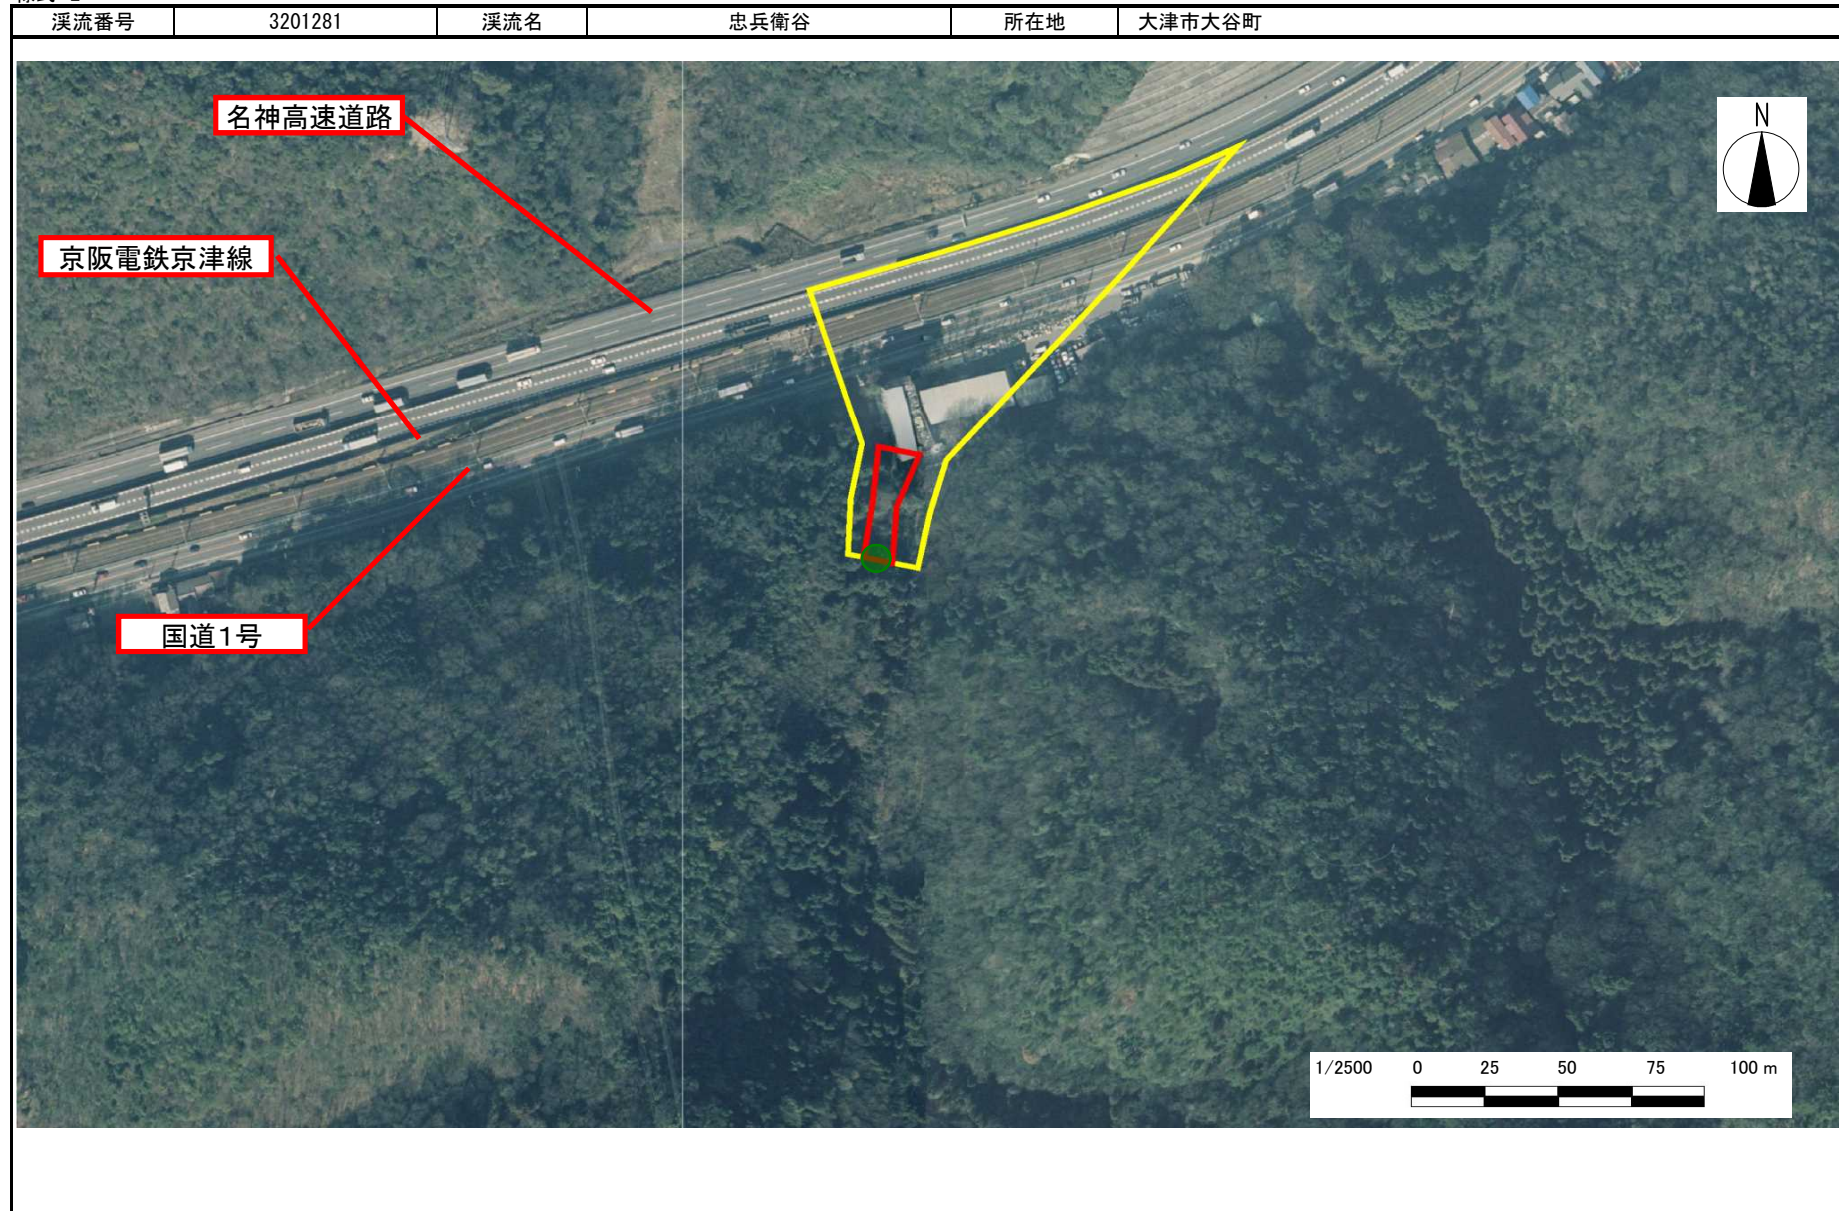 渓流番号 3201281 渓流名 忠兵衛谷 所在地 大津市大谷町
名神高速道路
N
京阪電鉄京津線
国道1号
1/2500 0 25 50 75 100 m